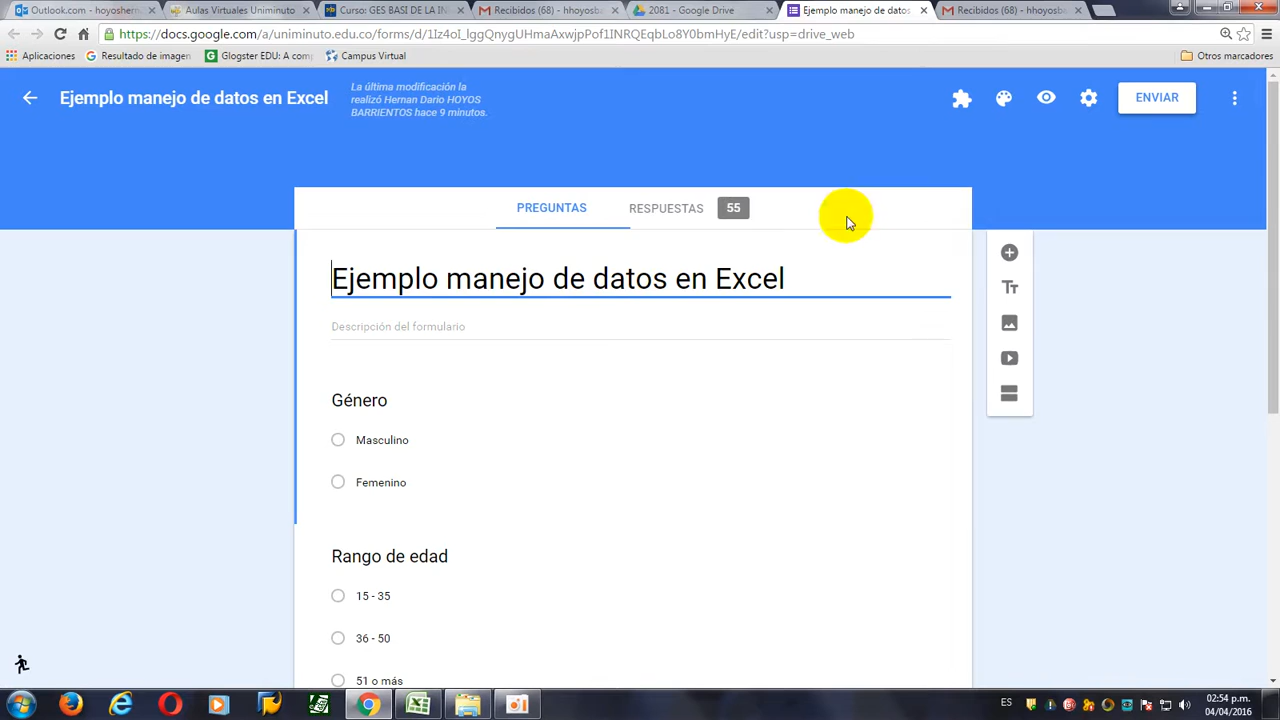 Outlook.com - hoyosherna
Aulas Virtuales Uniminuto
Curso: GES BASI DE LA IN
Recibidos (68) - hhoyosba
2081 - Google Drive
Ejemplo manejo de datos
Recibidos (68) - hhoyosba
https://docs.google.com/a/uniminuto.edu.co/forms/d/1Iz4oI_lggQnygUHmaAxwjpPof1INRQEqbLo8Y0bmHyE/edit?usp=drive_web
Aplicaciones
Resultado de imagen
Glogster EDU: A comp
Campus Virtual
Otros marcadores
Ejemplo manejo de datos en Excel
La última modificación la
realizó Hernan Dario HOYOS
BARRIENTOS hace 9 minutos.
ENVIAR
PREGUNTAS
RESPUESTAS 55
Ejemplo manejo de datos en Excel
Descripción del formulario
Género
Masculino
Femenino
Rango de edad
15 - 35
36 - 50
51 o más
ES
02:54 p.m.
04/04/2016